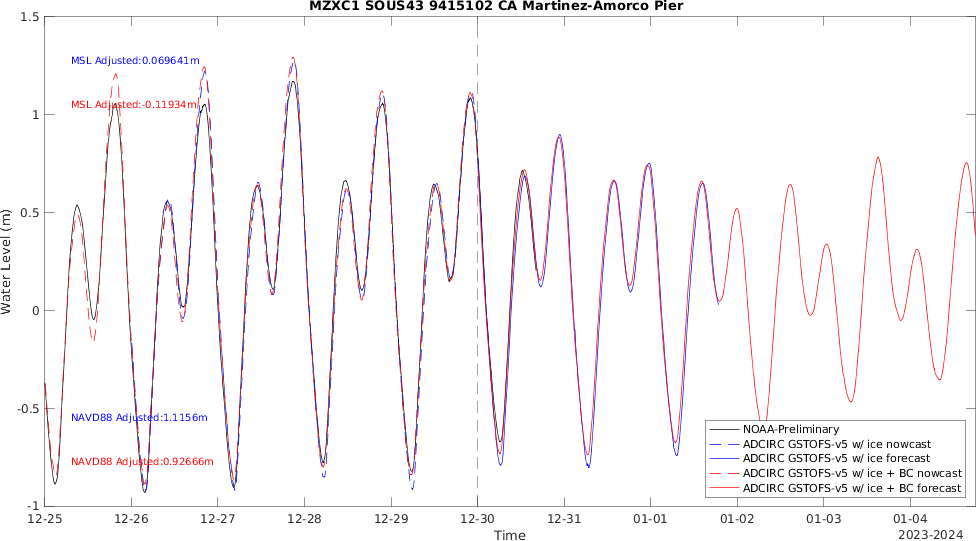 MZXC1 SOUS43 9415102 CA Martinez-Amorco Pier
1.5
1
0.5
0
-0.5
-1
Water Level (m)
MSL Adjusted:0.069641m
MSL Adjusted:-0.11934m
NAVD88 Adjusted:1.1156m
NAVD88 Adjusted:0.92666m
NOAA-Preliminary
ADCIRC GSTOFS-v5 w/ ice nowcast
ADCIRC GSTOFS-v5 w/ ice forecast
ADCIRC GSTOFS-v5 w/ ice + BC nowcast
ADCIRC GSTOFS-v5 w/ ice + BC forecast
12-25 12-26 12-27 12-28 12-29 12-30 12-31 01-01 01-02 01-03 01-04
Time
2023-2024